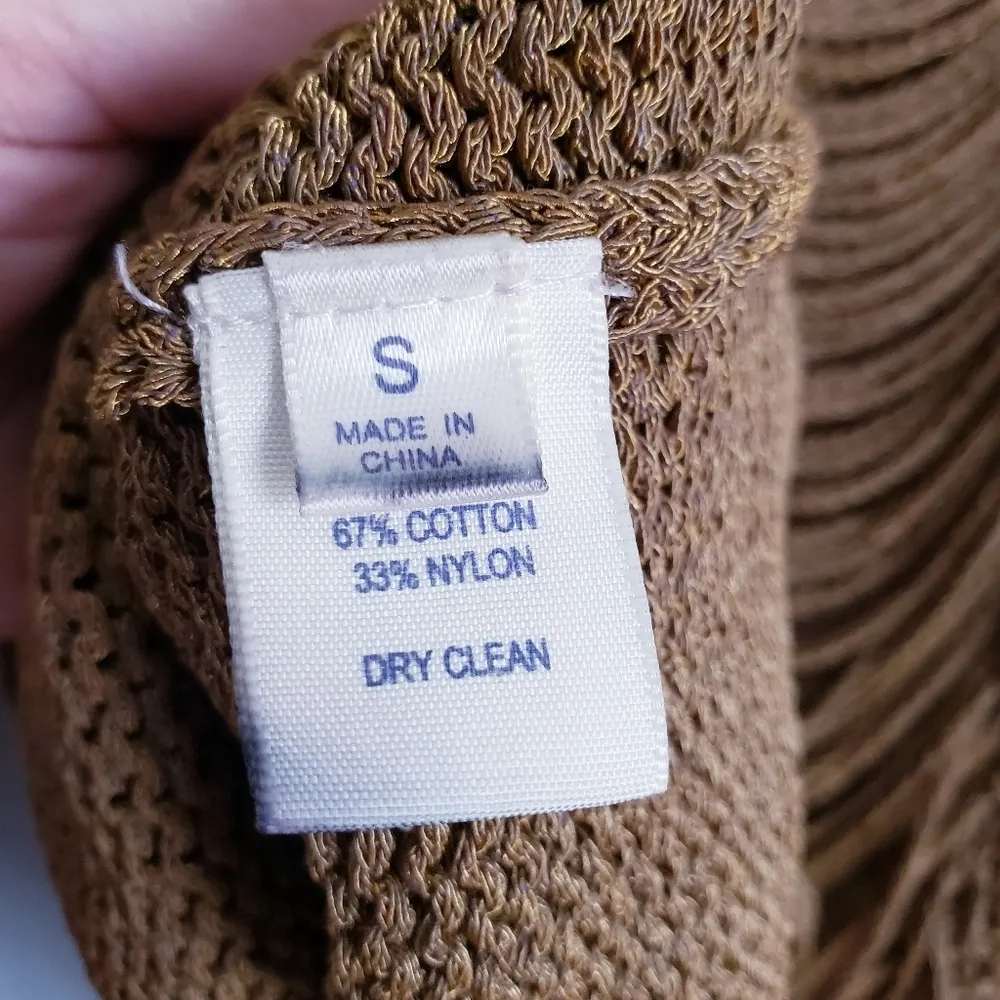 S
MADE IN
CHINA
67% COTTON
33% NYLON
DRY CLEAN